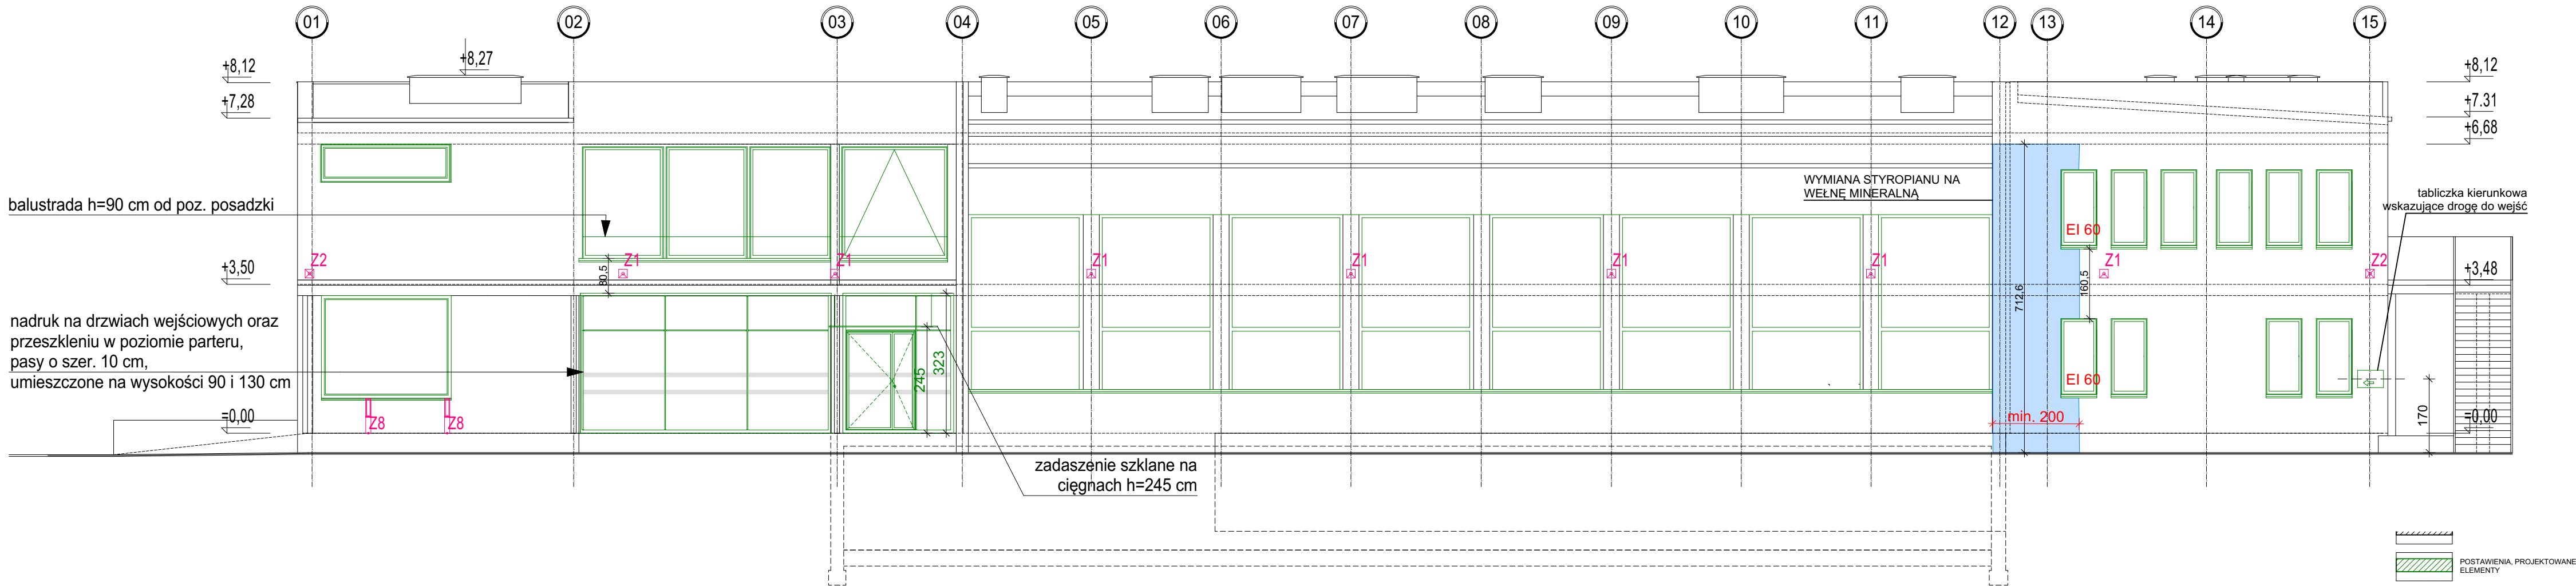 01 02 03 04 05 06 07 08 09 10 11 12 13 14 15
+8,27
+8,12 +8,12
+7,28 +7.31
+6,68
WYMIANA STYROPIANU NA
WEŁNĘ MINERALNĄ
balustrada h=90 cm od poz. posadzki
tabliczka kierunkowa
wskazujące drogę do wejść
EI 60
Z2 Z1 Z1 Z1 Z1 Z1 Z1 Z1 Z2
+3,50 +3,48
80,5
160,5
712,6
nadruk na drzwiach wejściowych oraz
przeszkleniu w poziomie parteru,
pasy o szer. 10 cm,
umieszczone na wysokości 90 i 130 cm
323
245
EI 60
170
=0,00 =0,00
Z8 Z8
min. 200
zadaszenie szklane na
cięgnach h=245 cm
POSTAWIENIA, PROJEKTOWANE
ELEMENTY